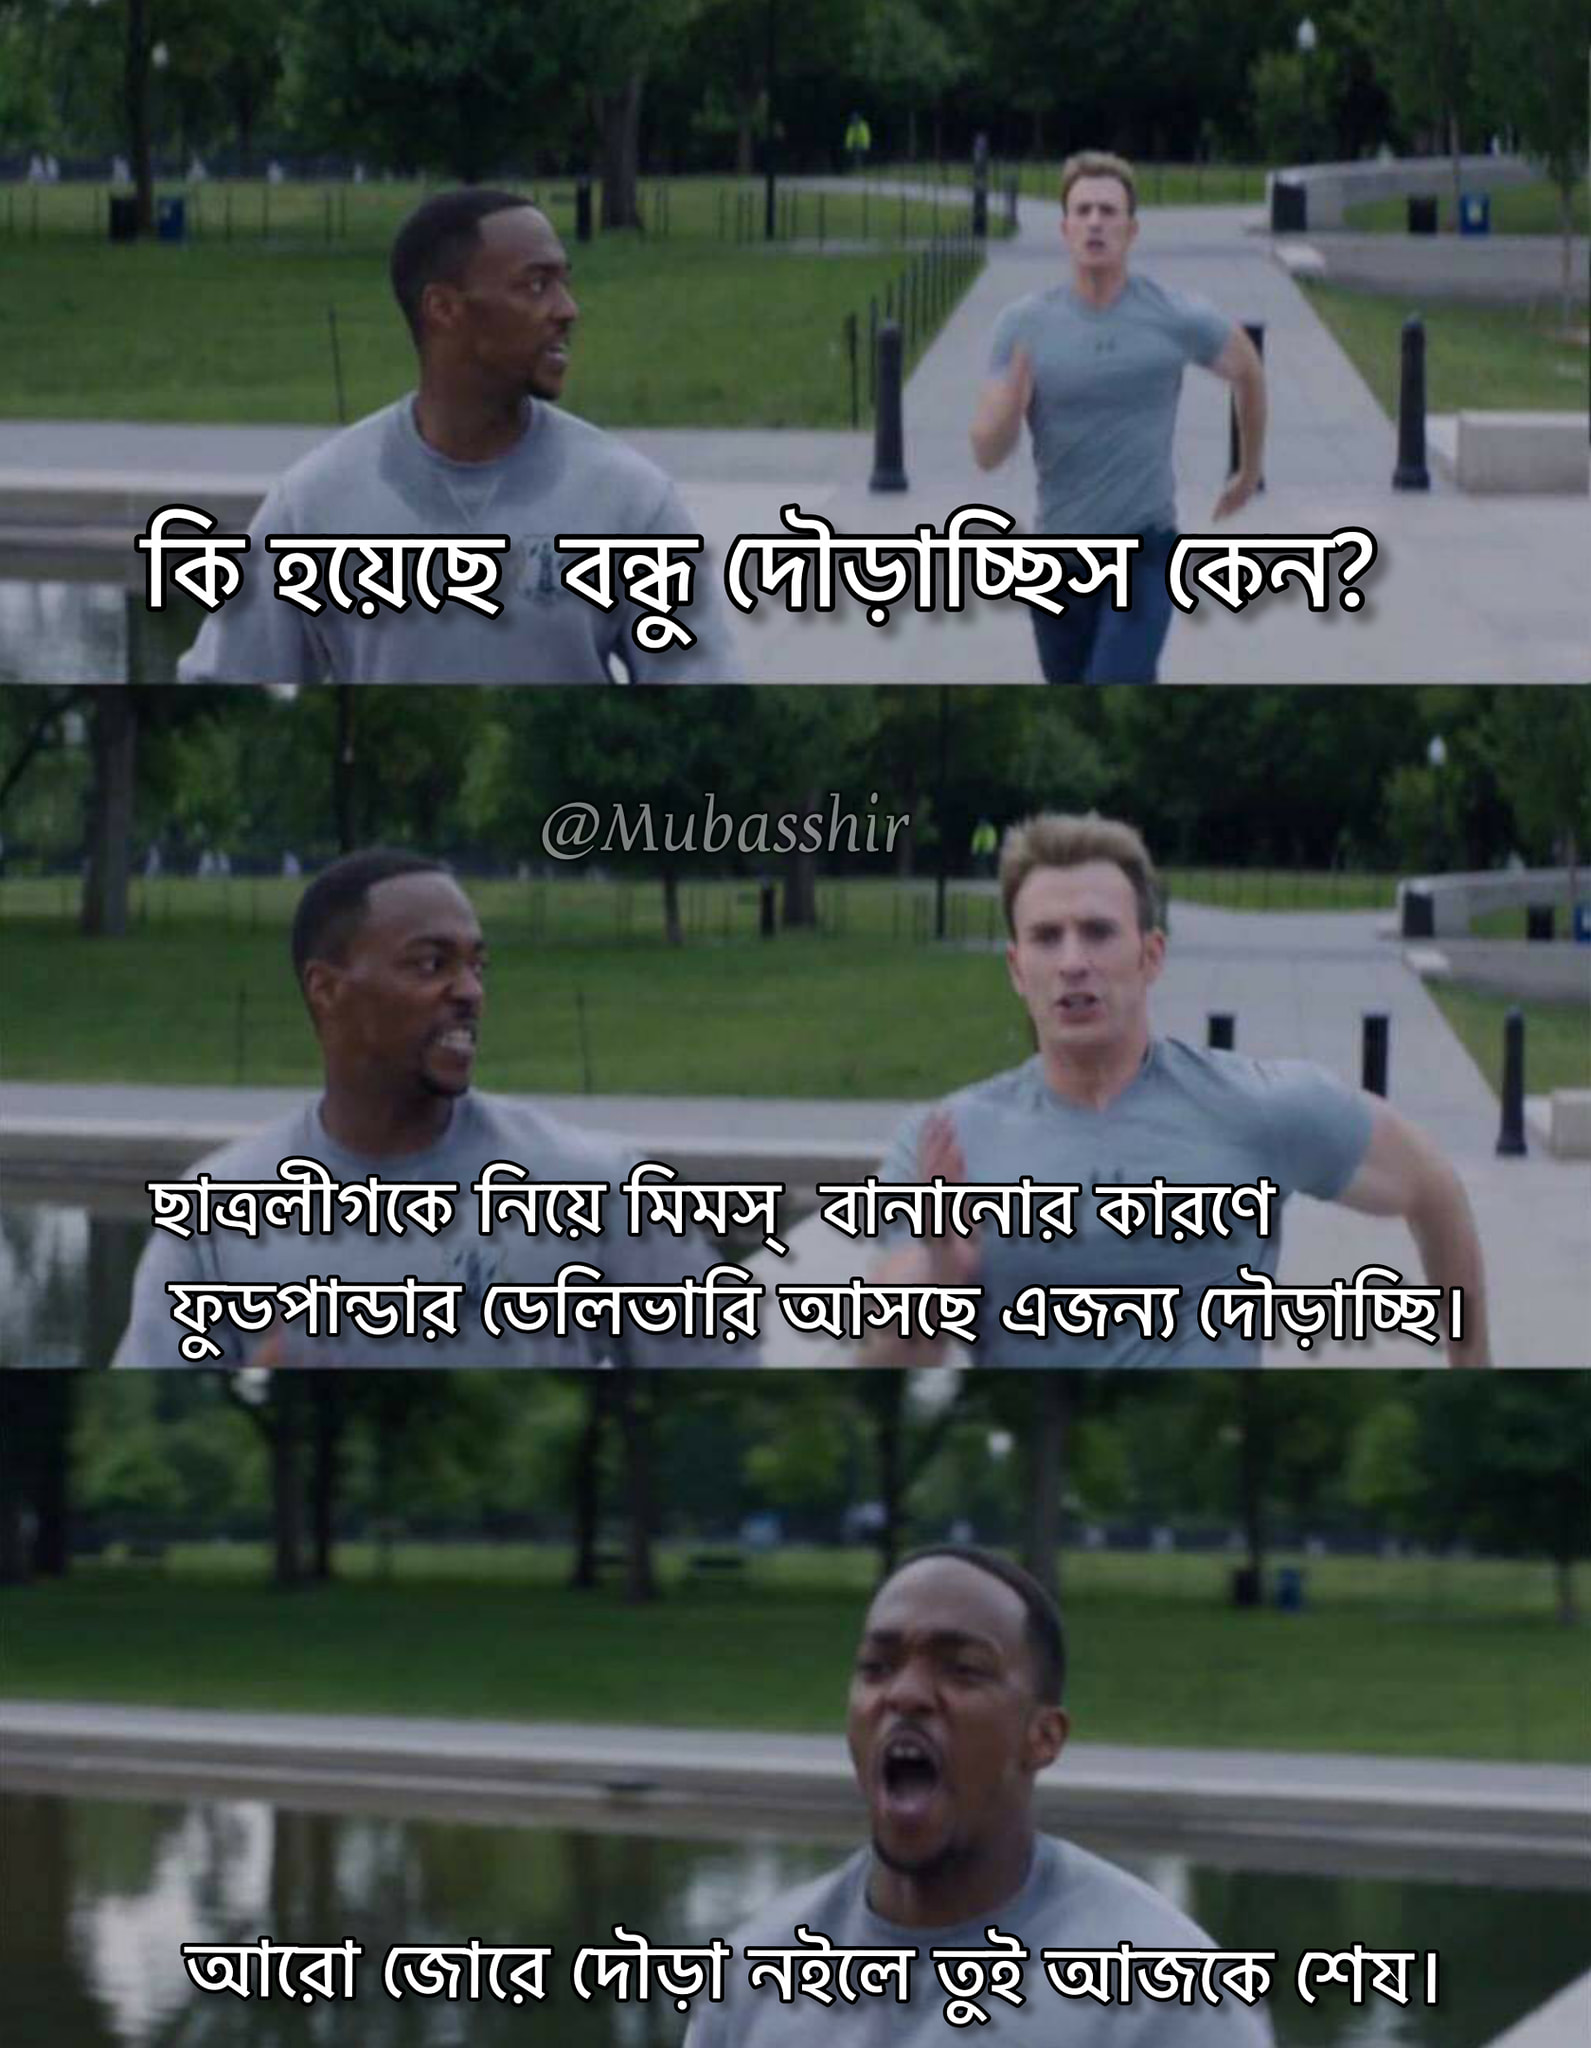 কি হয়েছে বন্ধু দৌড়াচ্ছিস কেন?
@Mubasshir
ছাত্রলীগকে নিয়ে মিমস্ বানানোর কারণে
ফুডপান্ডার ডেলিভারি আসছে এজন্য দৌড়াচ্ছি।
আরো জোরে দৌড়া নইলে তুই আজকে শেষ।